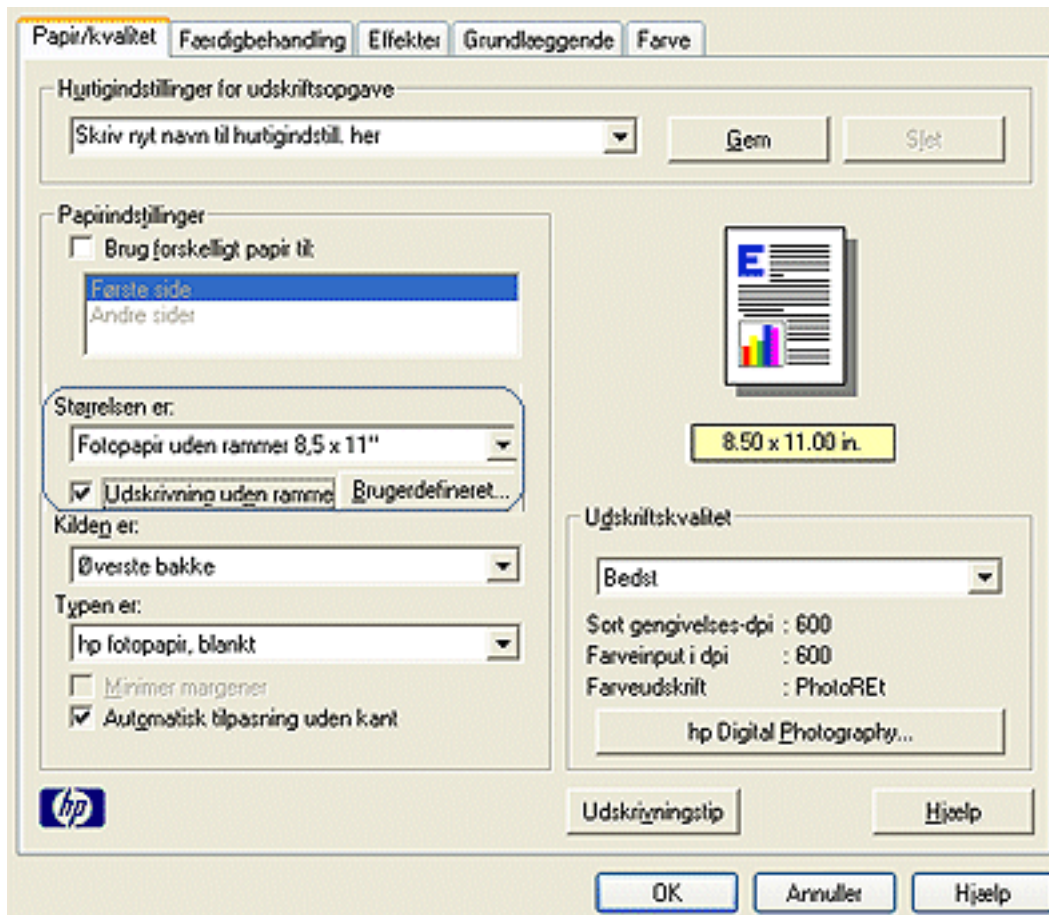 Papir/kvalitet Færdigbehandling Effekter Grundlæggende Farve
Hurtigindstillinger for udskriftsopgave
Skriv nyt navn til hurtigindstill. her
Gem
Slet
Papirindstillinger
Brug forskelligt papir til:
Første side
Andre sider
Størrelsen er:
Fotopapir uden rammer 8,5 x 11"
Udskrivning uden ramme
Brugerdefineret...
Kilden er:
Øverste bakke
Typen er:
hp fotopapir, blankt
Minimer margener
Automatisk tilpasning uden kant
E
8.50 x 11.00 in.
Udskriftskvalitet
Bedst
Sort gengivelses-dpi : 600
Farveinput i dpi : 600
Farveudskrift : PhotoREt
hp Digital Photography...
hp
Udskrivningstip
Hjælp
OK
Annuller
Hjælp